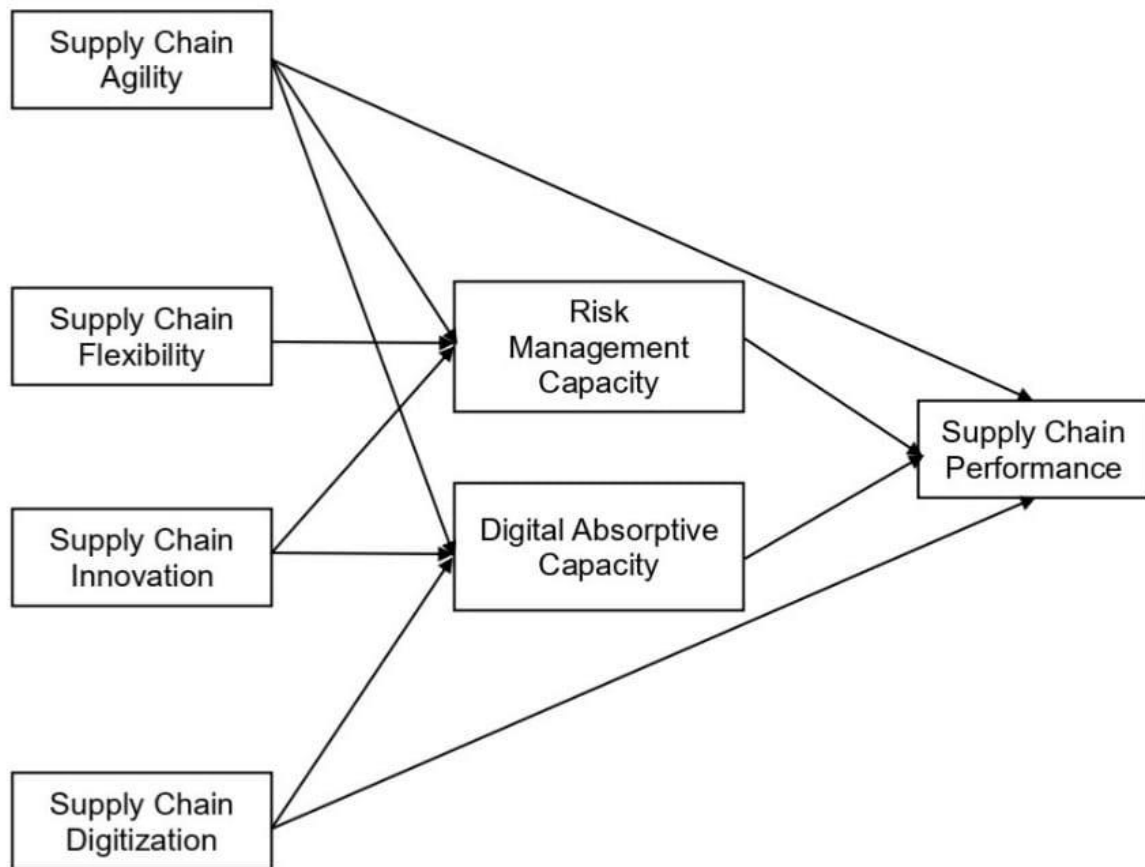 Supply Chain
Agility
Supply Chain
Flexibility
Risk
Management
Capacity
Supply Chain
Performance
Supply Chain
Innovation
Digital Absorptive
Capacity
Supply Chain
Digitization